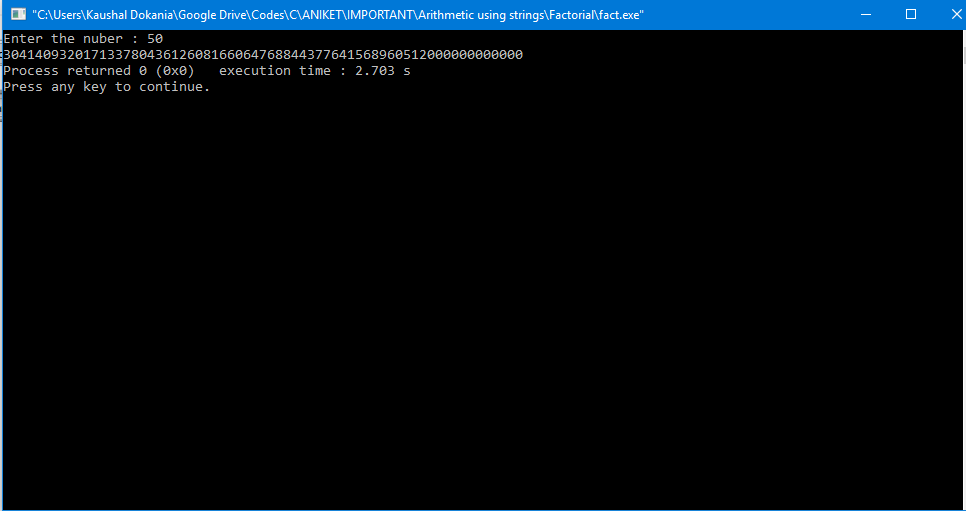 "C:\Users\Kaushal Dokania\Google Drive\Codes\C\ANIKET\IMPORTANT\Arithmetic using strings\Factorial\fact.exe"
Enter the nuber : 50
30414093201713378043612608166064768844377641568960512000000000000
Process returned 0 (0x0)   execution time : 2.703 s
Press any key to continue.